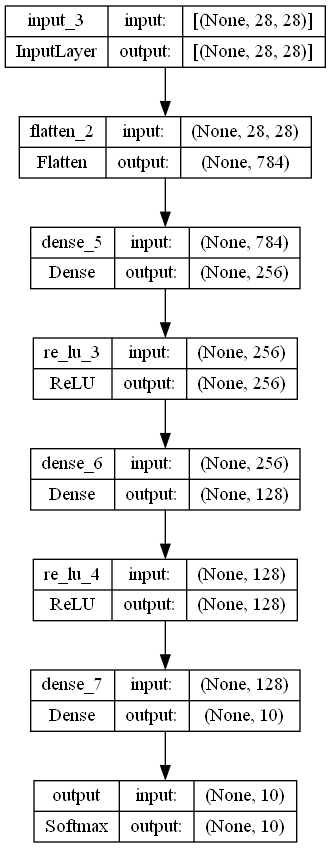 input_3 input: [(None, 28, 28)]
InputLayer output: [(None, 28, 28)]
flatten_2 input: (None, 28, 28)
Flatten output: (None, 784)
dense_5 input: (None, 784)
Dense output: (None, 256)
re_lu_3 input: (None, 256)
ReLU output: (None, 256)
dense_6 input: (None, 256)
Dense output: (None, 128)
re_lu_4 input: (None, 128)
ReLU output: (None, 128)
dense_7 input: (None, 128)
Dense output: (None, 10)
output input: (None, 10)
Softmax output: (None, 10)